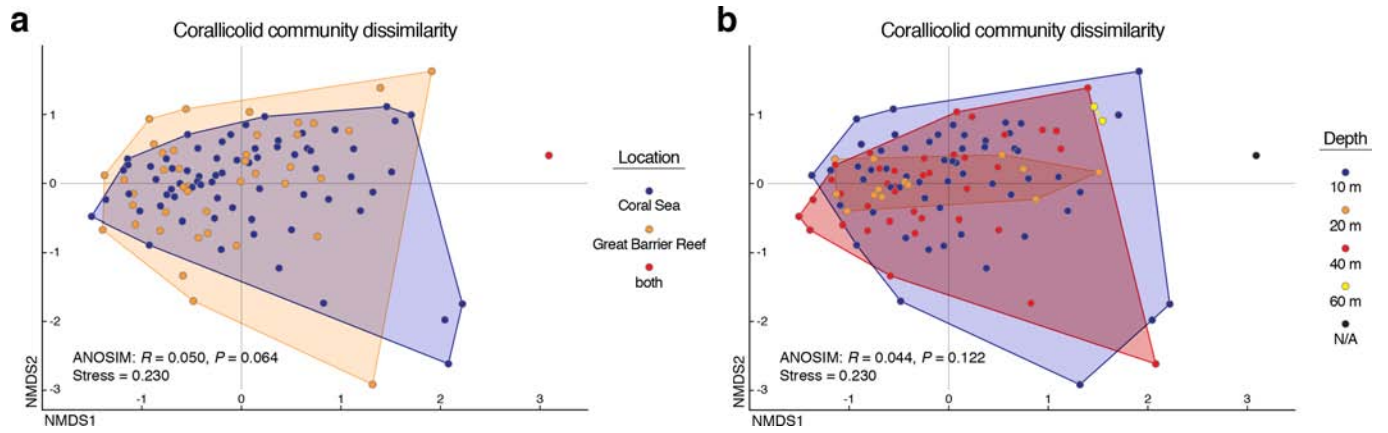 a
Corallicolid community dissimilarity
1
0
-1
-2
-3
NMDS2
-1
0
1
2
3
NMDS1
ANOSIM: R = 0.050, P = 0.064
Stress = 0.230
Location
Coral Sea
Great Barrier Reef
both
b
Corallicolid community dissimilarity
1
0
-1
-2
-3
NMDS2
-1
0
1
2
3
NMDS1
ANOSIM: R = 0.044, P = 0.122
Stress = 0.230
Depth
10 m
20 m
40 m
60 m
N/A